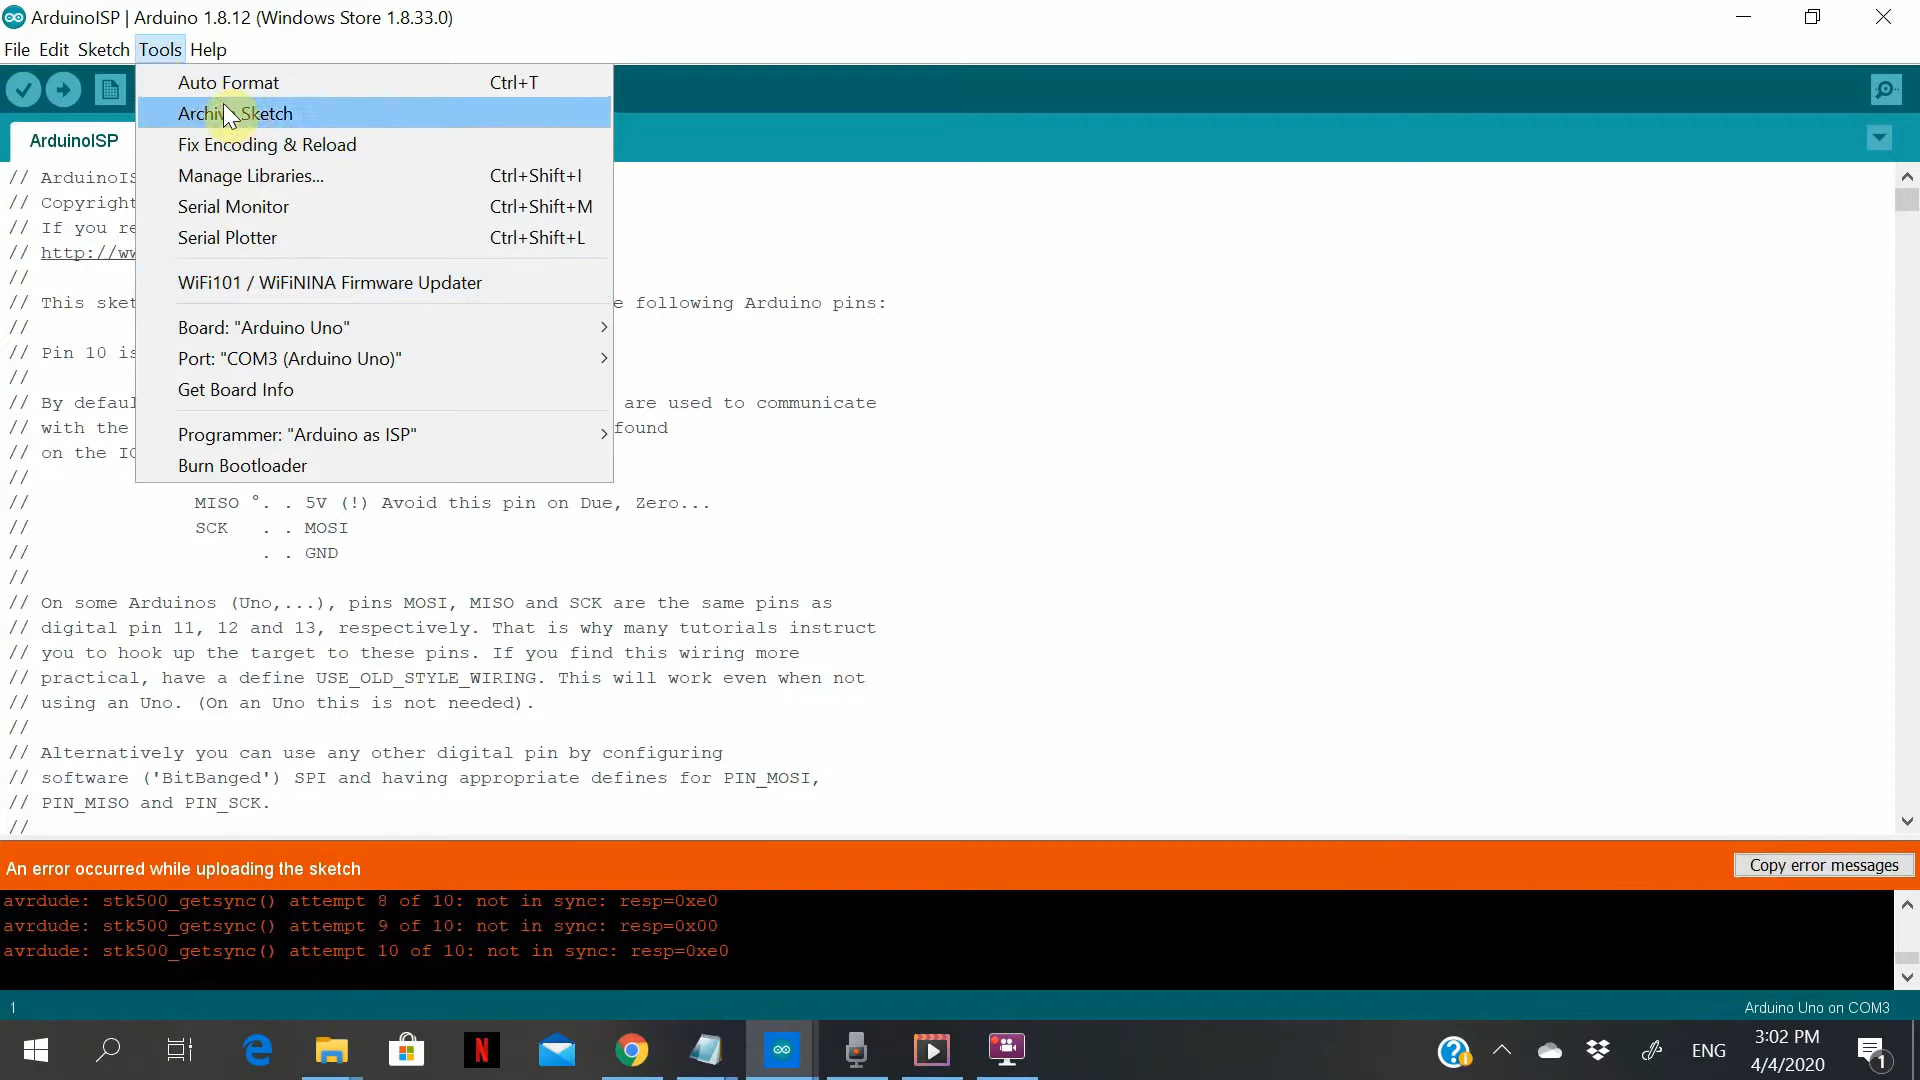 ArduinoISP | Arduino 1.8.12 (Windows Store 1.8.33.0)
File Edit Sketch Tools Help
Auto Format Ctrl+T
Archive Sketch
ArduinoISP
Fix Encoding & Reload
Manage Libraries... Ctrl+Shift+I
Serial Monitor Ctrl+Shift+M
Serial Plotter Ctrl+Shift+L
WiFi101 / WiFiNINA Firmware Updater
Board: "Arduino Uno"
Port: "COM3 (Arduino Uno)"
Get Board Info
Programmer: "Arduino as ISP"
Burn Bootloader
// ArduinoIS
// Copyright
// If you re
// http://ww
//
// This sket e following Arduino pins:
//
// Pin 10 is
//
// By defaul are used to communicate
// with the found
// on the IC
//
// MISO °. . 5V (!) Avoid this pin on Due, Zero...
// SCK . . MOSI
// . . GND
//
// On some Arduinos (Uno,...), pins MOSI, MISO and SCK are the same pins as
// digital pin 11, 12 and 13, respectively. That is why many tutorials instruct
// you to hook up the target to these pins. If you find this wiring more
// practical, have a define USE_OLD_STYLE_WIRING. This will work even when not
// using an Uno. (On an Uno this is not needed).
//
// Alternatively you can use any other digital pin by configuring
// software ('BitBanged') SPI and having appropriate defines for PIN_MOSI,
// PIN_MISO and PIN_SCK.
//
An error occurred while uploading the sketch
Copy error messages
avrdude: stk500_getsync() attempt 8 of 10: not in sync: resp=0xe0
avrdude: stk500_getsync() attempt 9 of 10: not in sync: resp=0x00
avrdude: stk500_getsync() attempt 10 of 10: not in sync: resp=0xe0
1
Arduino Uno on COM3
N
ENG
3:02 PM
4/4/2020
1